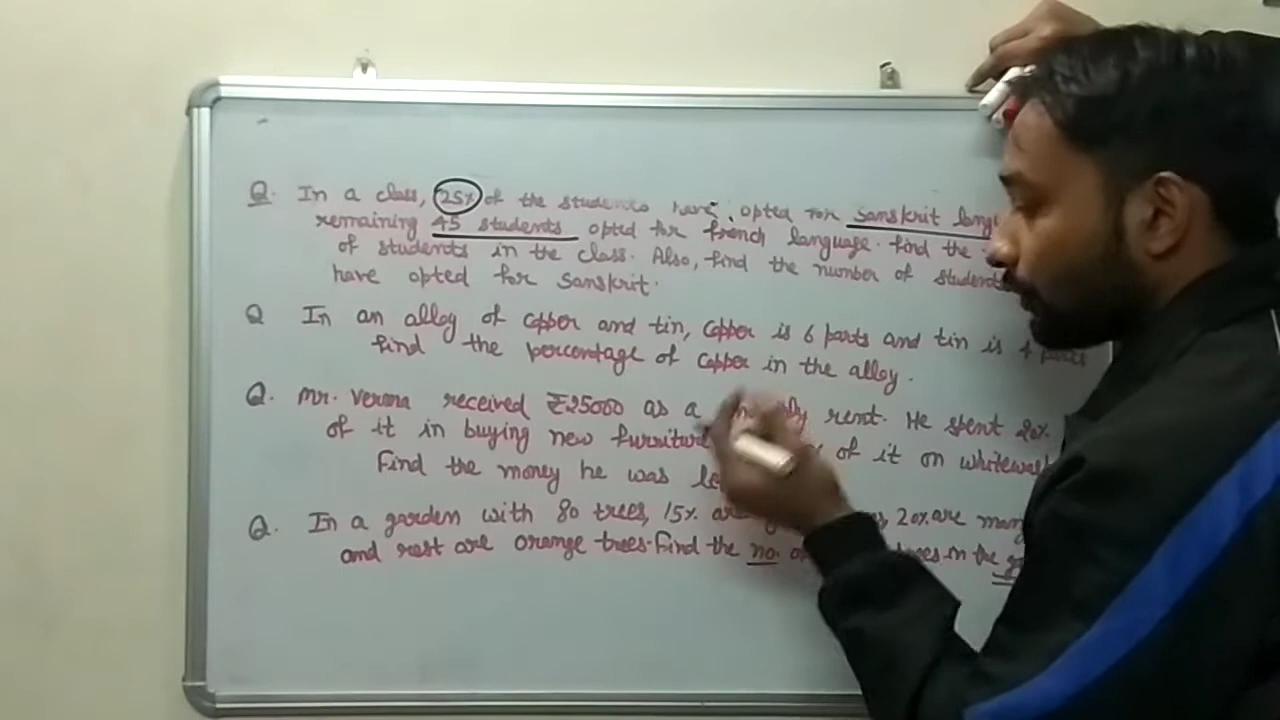 Q. In a class, 25% of the students have opted for Sanskrit
remaining 45 students opted for french language. find the
of students in the class. Also, find the number of students
have opted for Sanskrit.
Q In an alloy of copper and tin, copper is 6 parts and tin is 4 parts
find the percentage of copper in the alloy.
Q. Mr. Verma received ₹25000 as a rent. He spent 20%
of it in buying new furniture of it on
Find the money he was
Q. In a garden with 80 trees, 15% are 20% are
and rest are orange trees. Find the no. in the